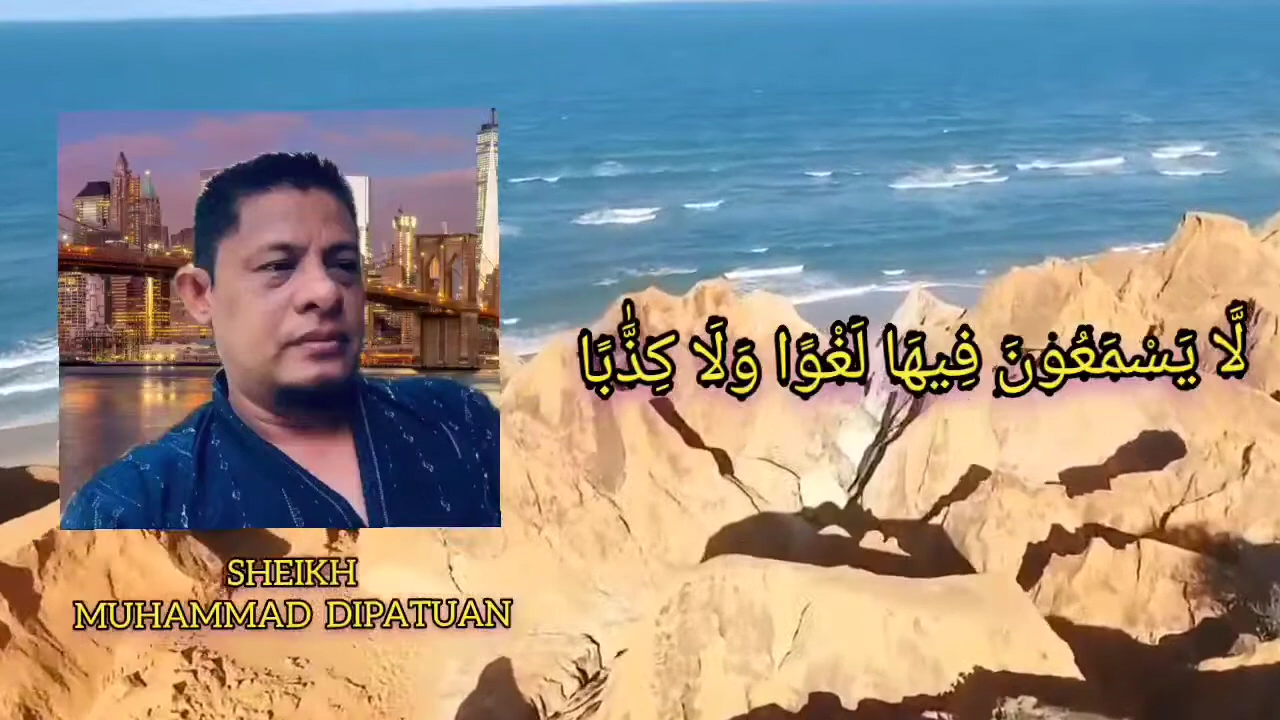 لَّا يَسْمَعُونَ فِيهَا لَغْوًا وَلَا كِذَّٰبًا
SHEIKH
MUHAMMAD DIPATUAN